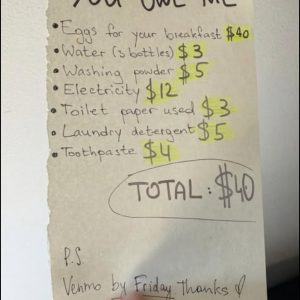 YOU OWE ME
• Eggs for your breakfast $40
• Water (3 bottles) $3
• Washing powder $5
• Electricity $12
• Toilet paper used $3
• Laundry detergent $5
• Toothpaste $4
TOTAL: $40
P.S.
Venmo by Friday Thanks